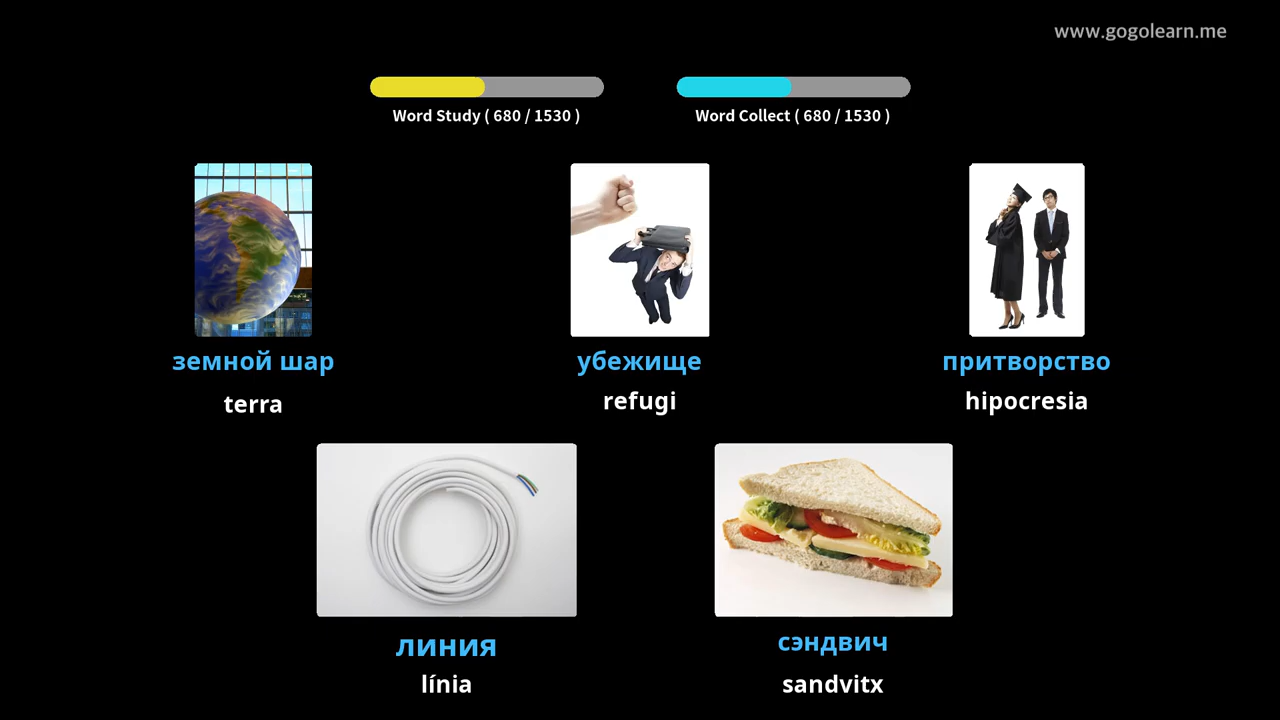 www.gogolearn.me
Word Study ( 680 / 1530 )
Word Collect ( 680 / 1530 )
земной шар
убежище
притворство
terra
refugi
hipocresia
линия
сэндвич
línia
sandvitx